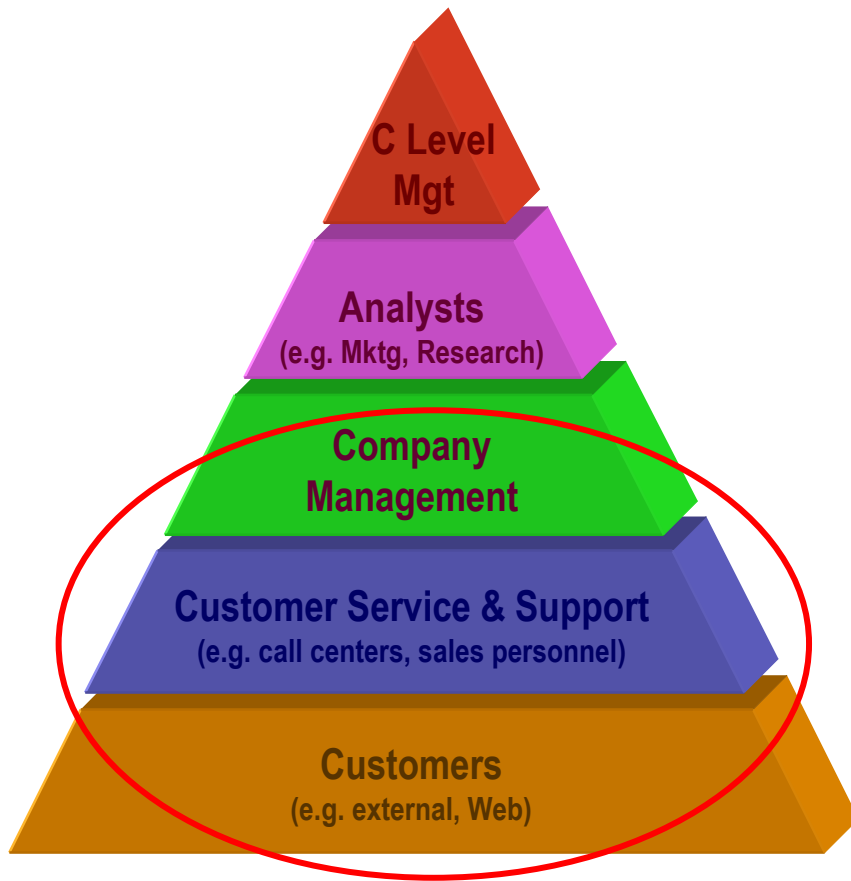 C Level
Mgt
Analysts
(e.g. Mktg, Research)
Company
Management
Customer Service & Support
(e.g. call centers, sales personnel)
Customers
(e.g. external, Web)